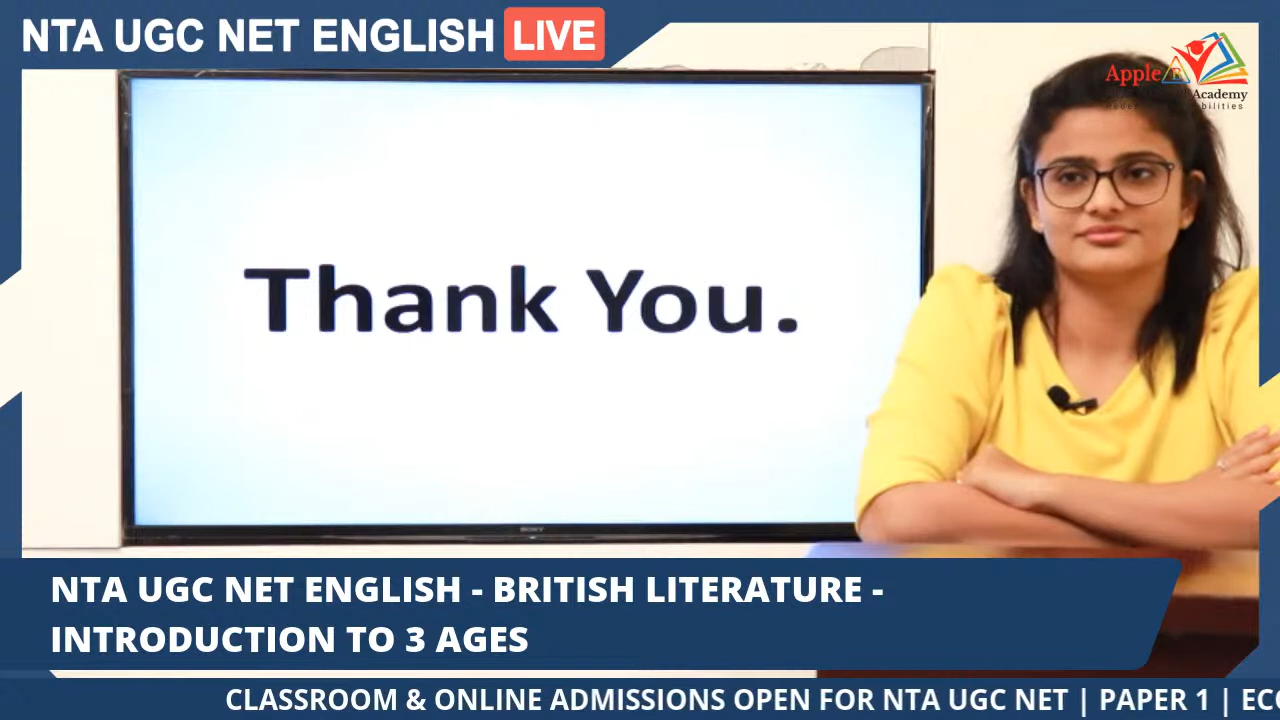 NTA UGC NET ENGLISH LIVE
Apple
Academy
Thank You.
SONY
NTA UGC NET ENGLISH - BRITISH LITERATURE -
INTRODUCTION TO 3 AGES
CLASSROOM & ONLINE ADMISSIONS OPEN FOR NTA UGC NET | PAPER 1 |